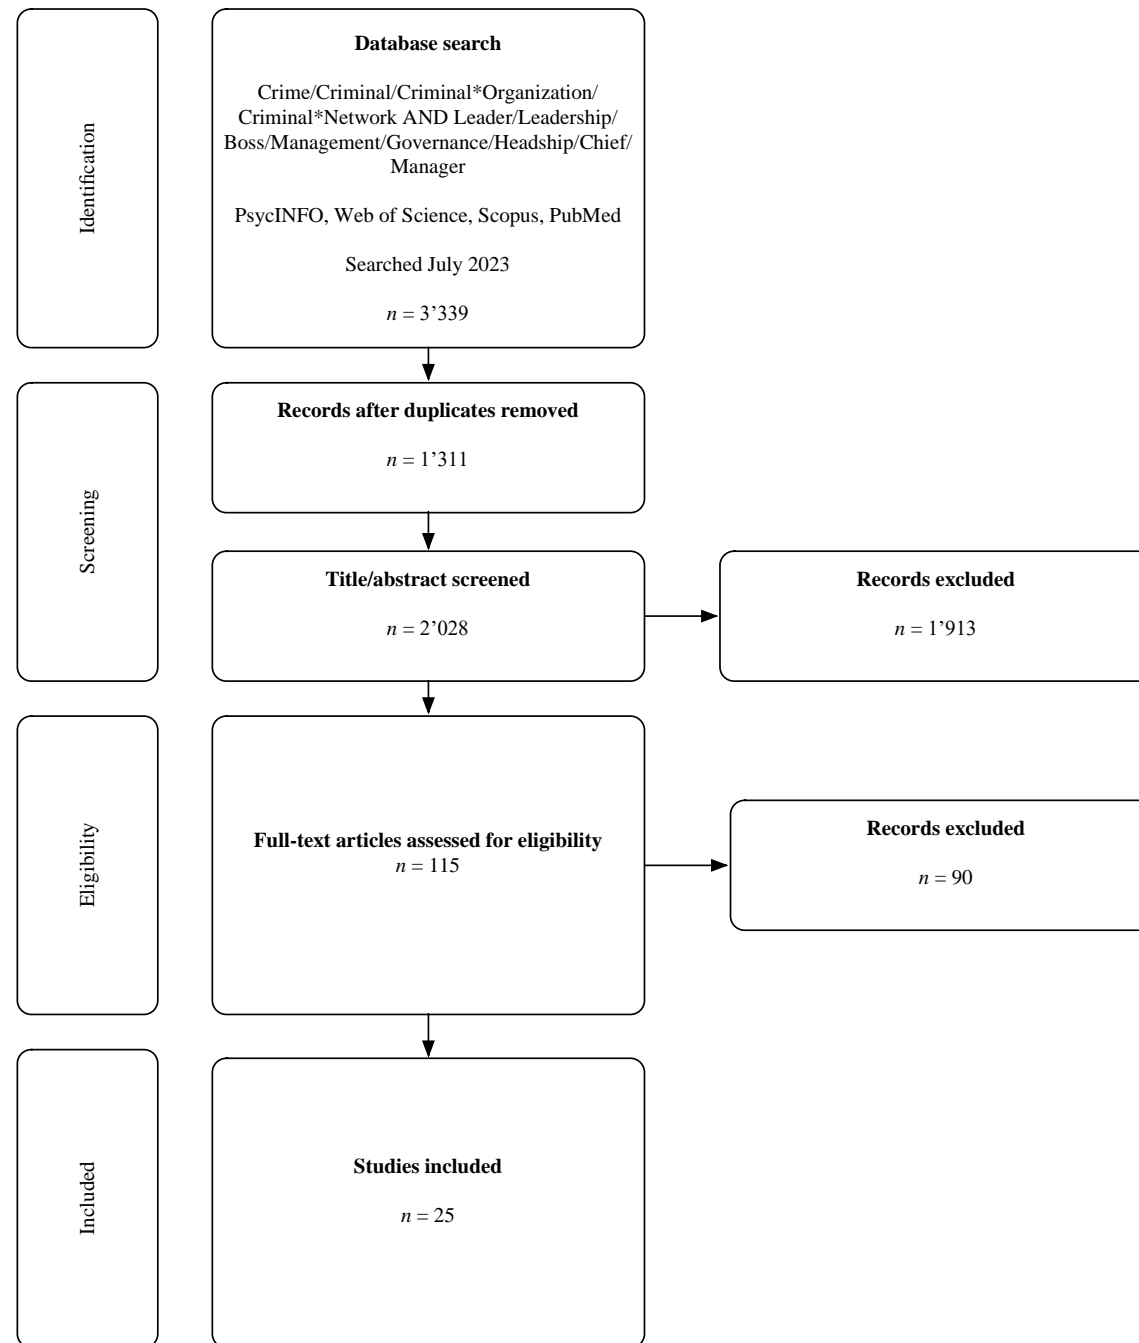 Identification
Database search
Crime/Criminal/Criminal*Organization/
Criminal*Network AND Leader/Leadership/
Boss/Management/Governance/Headship/Chief/
Manager
PsycINFO, Web of Science, Scopus, PubMed
Searched July 2023
n = 3’339
Screening
Records after duplicates removed
n = 1’311
Title/abstract screened
n = 2’028
Records excluded
n = 1’913
Eligibility
Full-text articles assessed for eligibility
n = 115
Records excluded
n = 90
Included
Studies included
n = 25